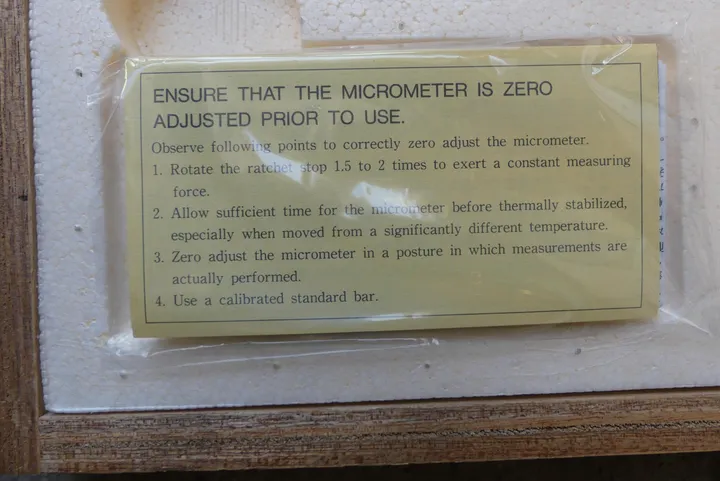 ENSURE THAT THE MICROMETER IS ZERO
ADJUSTED PRIOR TO USE.
Observe following points to correctly zero adjust the micrometer.
1. Rotate the ratchet stop 1.5 to 2 times to exert a constant measuring
force.
2. Allow sufficient time for the micrometer before thermally stabilized,
especially when moved from a significantly different temperature.
3. Zero adjust the micrometer in a posture in which measurements are
actually performed.
4. Use a calibrated standard bar.